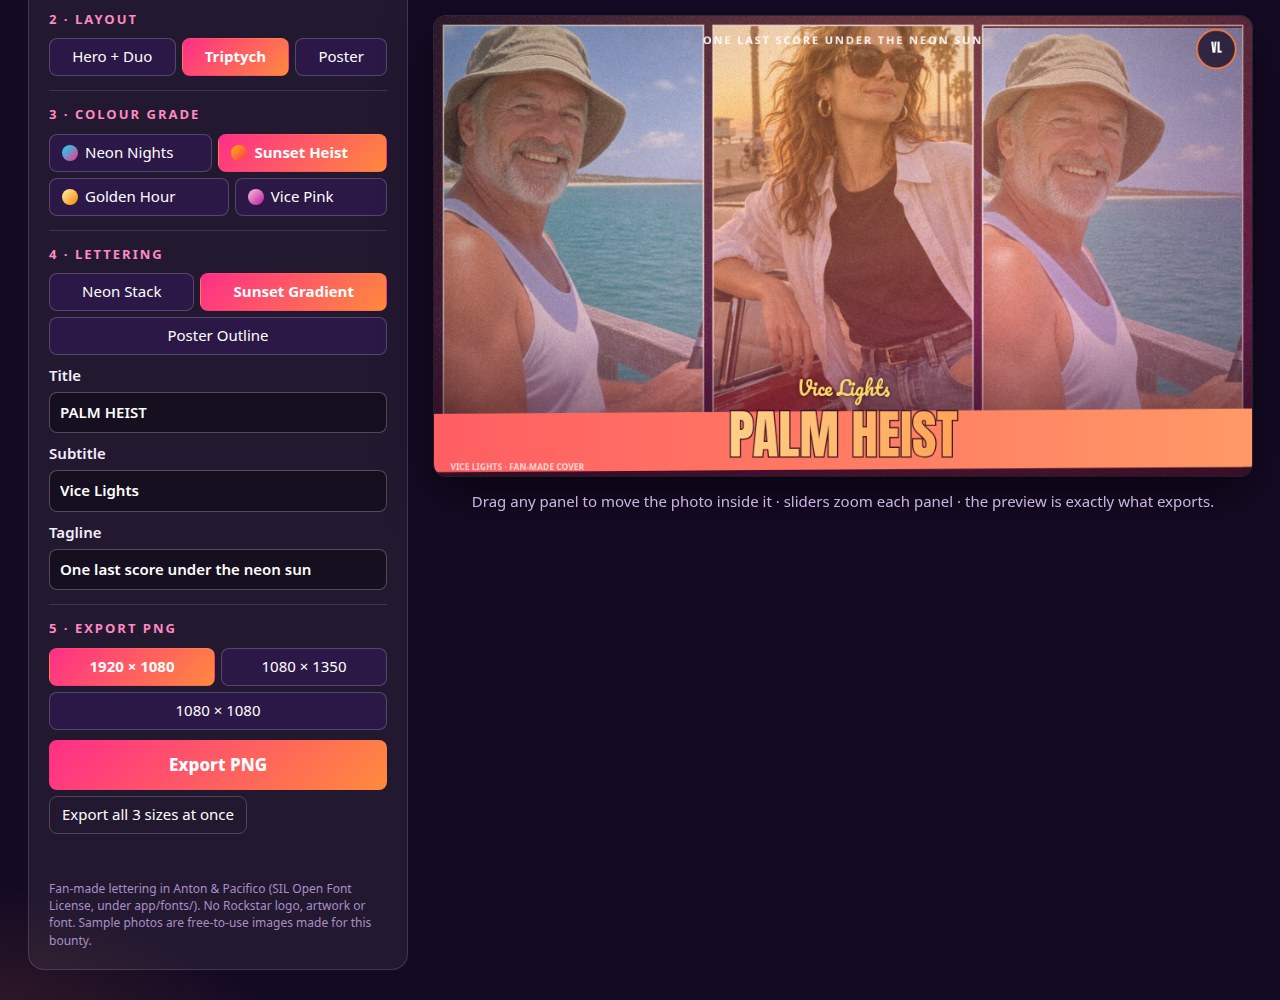 2 · LAYOUT
Hero + Duo
Triptych
Poster
3 · COLOUR GRADE
Neon Nights
Sunset Heist
Golden Hour
Vice Pink
4 · LETTERING
Neon Stack
Sunset Gradient
Poster Outline
Title
PALM HEIST
Subtitle
Vice Lights
Tagline
One last score under the neon sun
5 · EXPORT PNG
1920 × 1080
1080 × 1350
1080 × 1080
Export PNG
Export all 3 sizes at once
Fan-made lettering in Anton & Pacifico (SIL Open Font
License, under app/fonts/). No Rockstar logo, artwork or
font. Sample photos are free-to-use images made for this
bounty.
ONE LAST SCORE UNDER THE NEON SUN
VL
Vice Lights
PALM HEIST
VICE LIGHTS · FAN-MADE COVER
Drag any panel to move the photo inside it · sliders zoom each panel · the preview is exactly what exports.